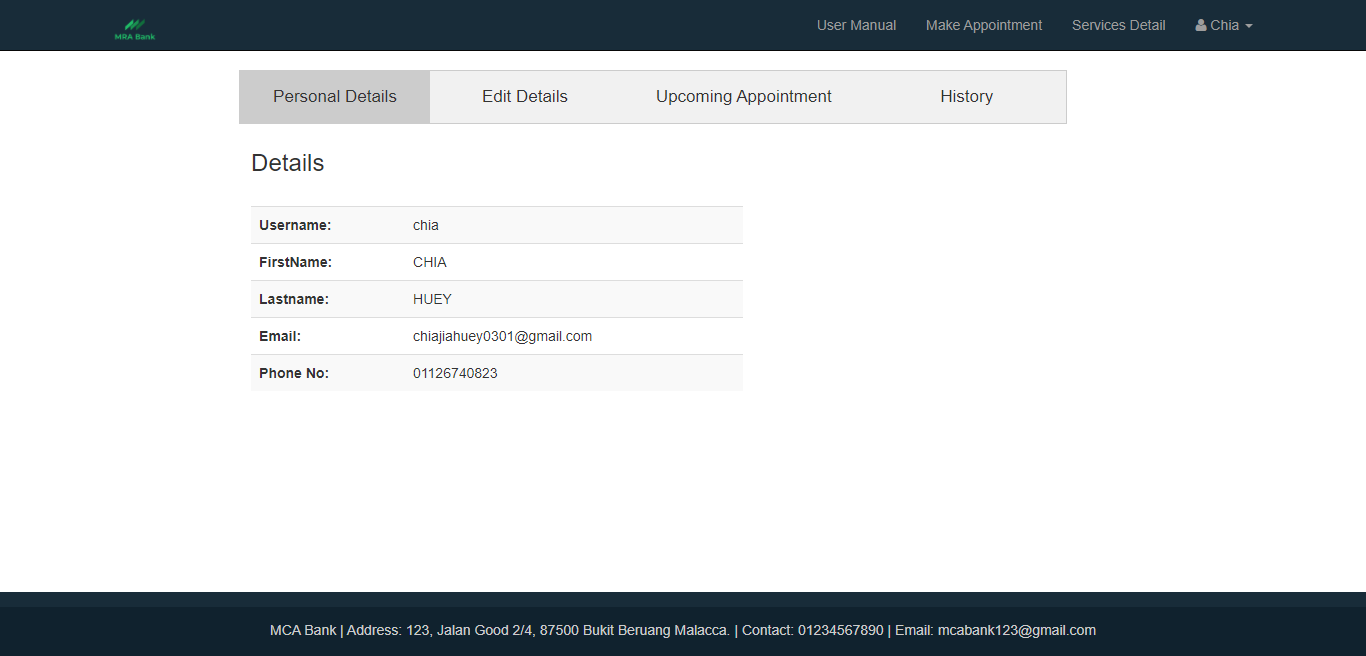 MRA Bank
User Manual Make Appointment Services Detail Chia
Personal Details Edit Details Upcoming Appointment History
Details
Username: chia
FirstName: CHIA
Lastname: HUEY
Email: chiajiahuey0301@gmail.com
Phone No: 01126740823
MCA Bank | Address: 123, Jalan Good 2/4, 87500 Bukit Beruang Malacca. | Contact: 01234567890 | Email: mcabank123@gmail.com